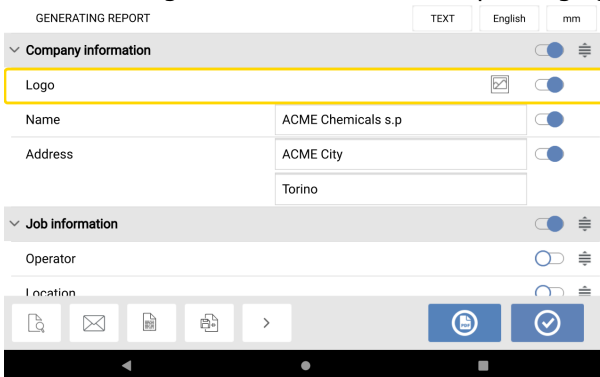 GENERATING REPORT TEXT English mm
Company information
Logo
Name ACME Chemicals s.p
Address ACME City
Torino
Job information
Operator
Location
PDF